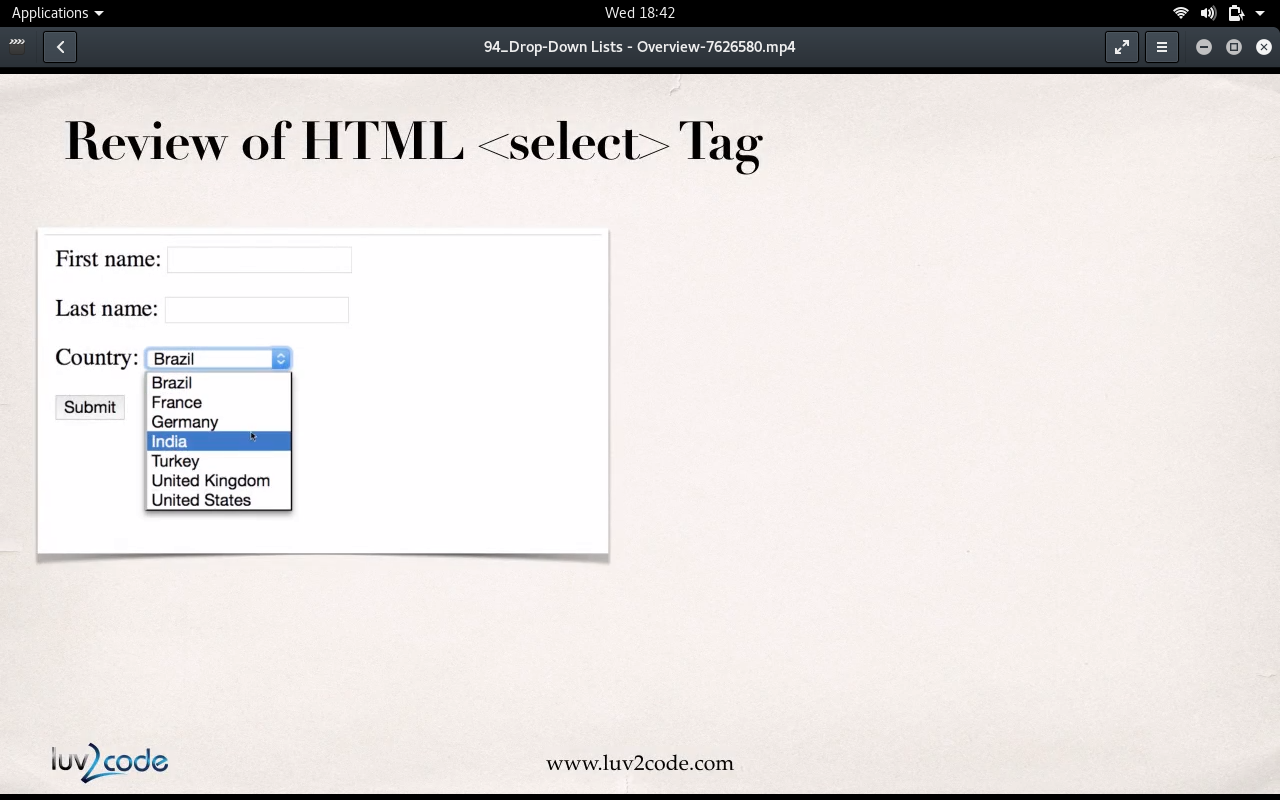 Applications
Wed 18:42
94_Drop-Down Lists - Overview-7626580.mp4
Review of HTML <select> Tag
First name:
Last name:
Country: Brazil
Brazil
France
Submit
Germany
India
Turkey
United Kingdom
United States
luv2code
www.luv2code.com